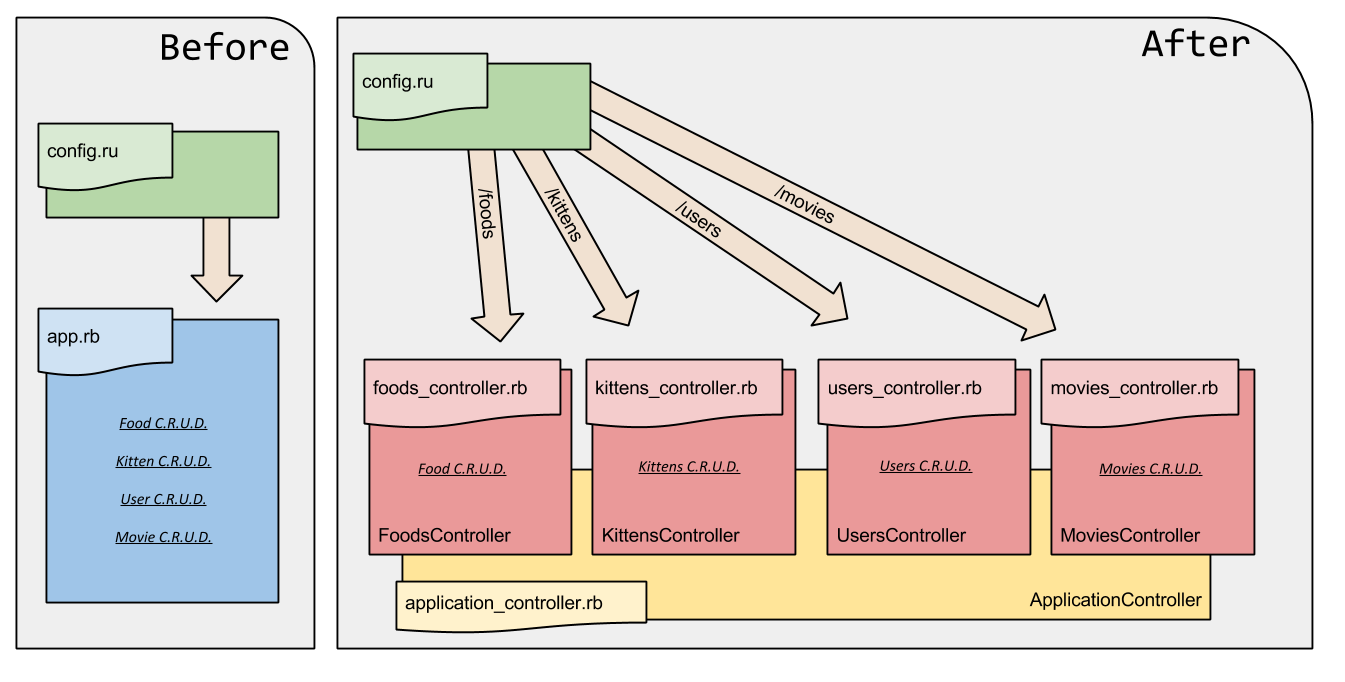 Before
config.ru
app.rb
Food C.R.U.D.
Kitten C.R.U.D.
User C.R.U.D.
Movie C.R.U.D.
After
config.ru
/foods
/kittens
/users
/movies
foods_controller.rb
Food C.R.U.D.
FoodsController
kittens_controller.rb
Kittens C.R.U.D.
KittensController
users_controller.rb
Users C.R.U.D.
UsersController
movies_controller.rb
Movies C.R.U.D.
MoviesController
application_controller.rb
ApplicationController